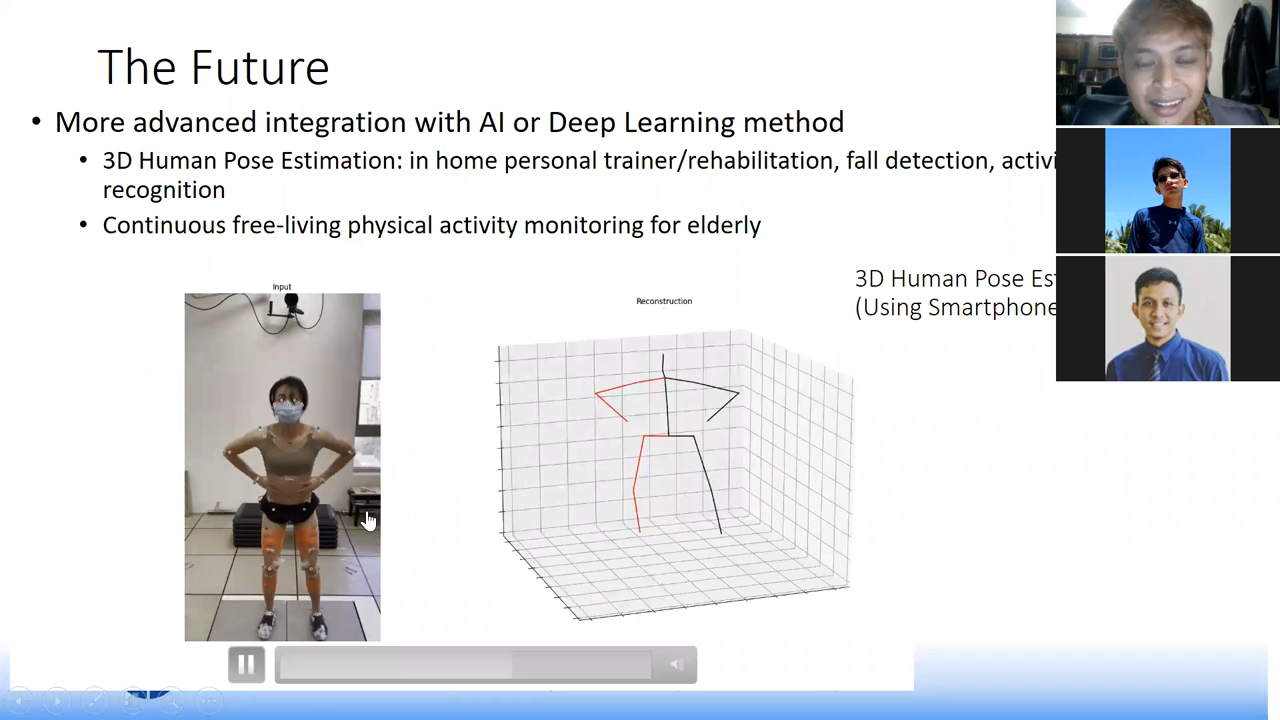 The Future
• More advanced integration with AI or Deep Learning method
• 3D Human Pose Estimation: in home personal trainer/rehabilitation, fall detection, activi
recognition
• Continuous free-living physical activity monitoring for elderly
3D Human Pose Est
(Using Smartphone
Input
Reconstruction